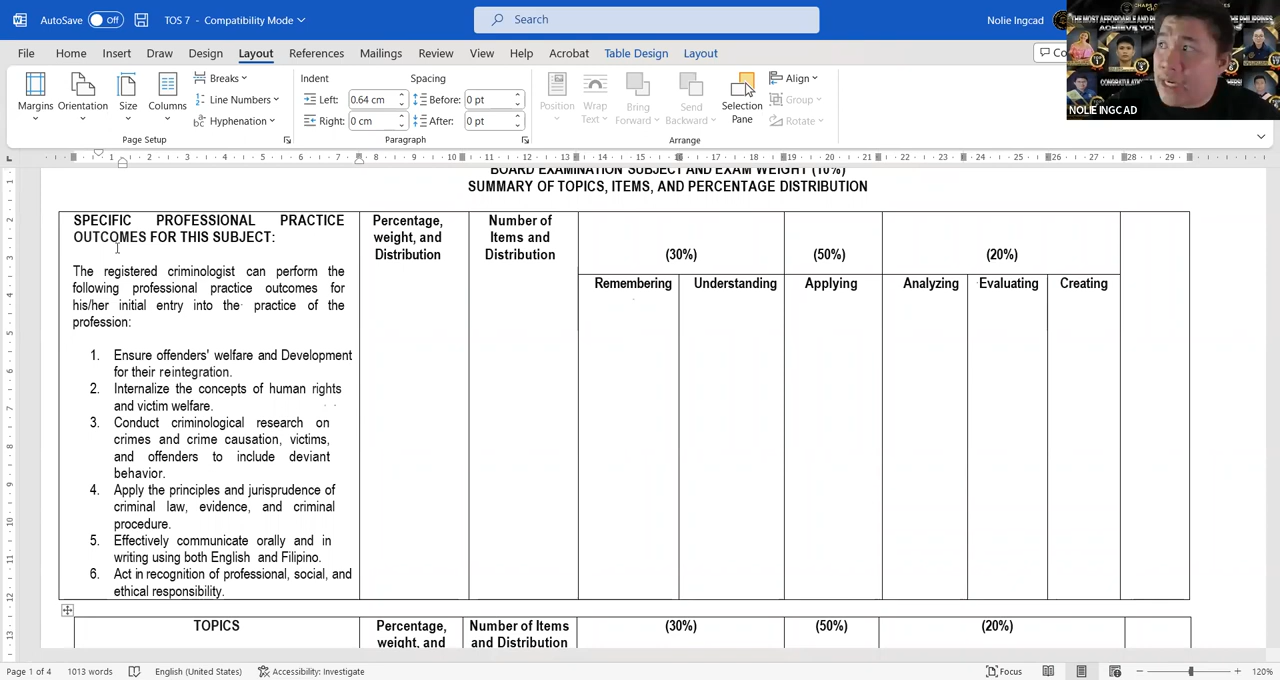 AutoSave Off TOS 7 - Compatibility Mode Search Nolie Ingcad
File Home Insert Draw Design Layout References Mailings Review View Help Acrobat Table Design Layout
Margins Orientation Size Columns
Breaks
Line Numbers
Hyphenation
Page Setup
Indent
Left: 0.64 cm
Right: 0 cm
Spacing
Before: 0 pt
After: 0 pt
Paragraph
Position Wrap Text Bring Forward Send Backward Selection Pane
Align
Group
Rotate
Arrange
ACHIEVE
NOLIE INGCAD
BOARD EXAMINATION SUBJECT AND EXAM WEIGHT (10%)
SUMMARY OF TOPICS, ITEMS, AND PERCENTAGE DISTRIBUTION
SPECIFIC PROFESSIONAL PRACTICE
OUTCOMES FOR THIS SUBJECT:
The registered criminologist can perform the
following professional practice outcomes for
his/her initial entry into the practice of the
profession:
1. Ensure offenders' welfare and Development
for their reintegration.
2. Internalize the concepts of human rights
and victim welfare.
3. Conduct criminological research on
crimes and crime causation, victims,
and offenders to include deviant
behavior.
4. Apply the principles and jurisprudence of
criminal law, evidence, and criminal
procedure.
5. Effectively communicate orally and in
writing using both English and Filipino.
6. Act in recognition of professional, social, and
ethical responsibility.
Percentage,
weight, and
Distribution
Number of
Items and
Distribution
(30%) (50%) (20%)
Remembering Understanding Applying Analyzing Evaluating Creating
TOPICS
Percentage,
weight, and
Number of Items
and Distribution
(30%) (50%) (20%)
Page 1 of 4 1013 words English (United States) Accessibility: Investigate Focus 120%